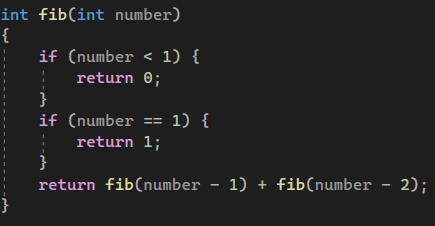 int fib(int number)
{
    if (number < 1) {
        return 0;
    }
    if (number == 1) {
        return 1;
    }
    return fib(number - 1) + fib(number - 2);
}